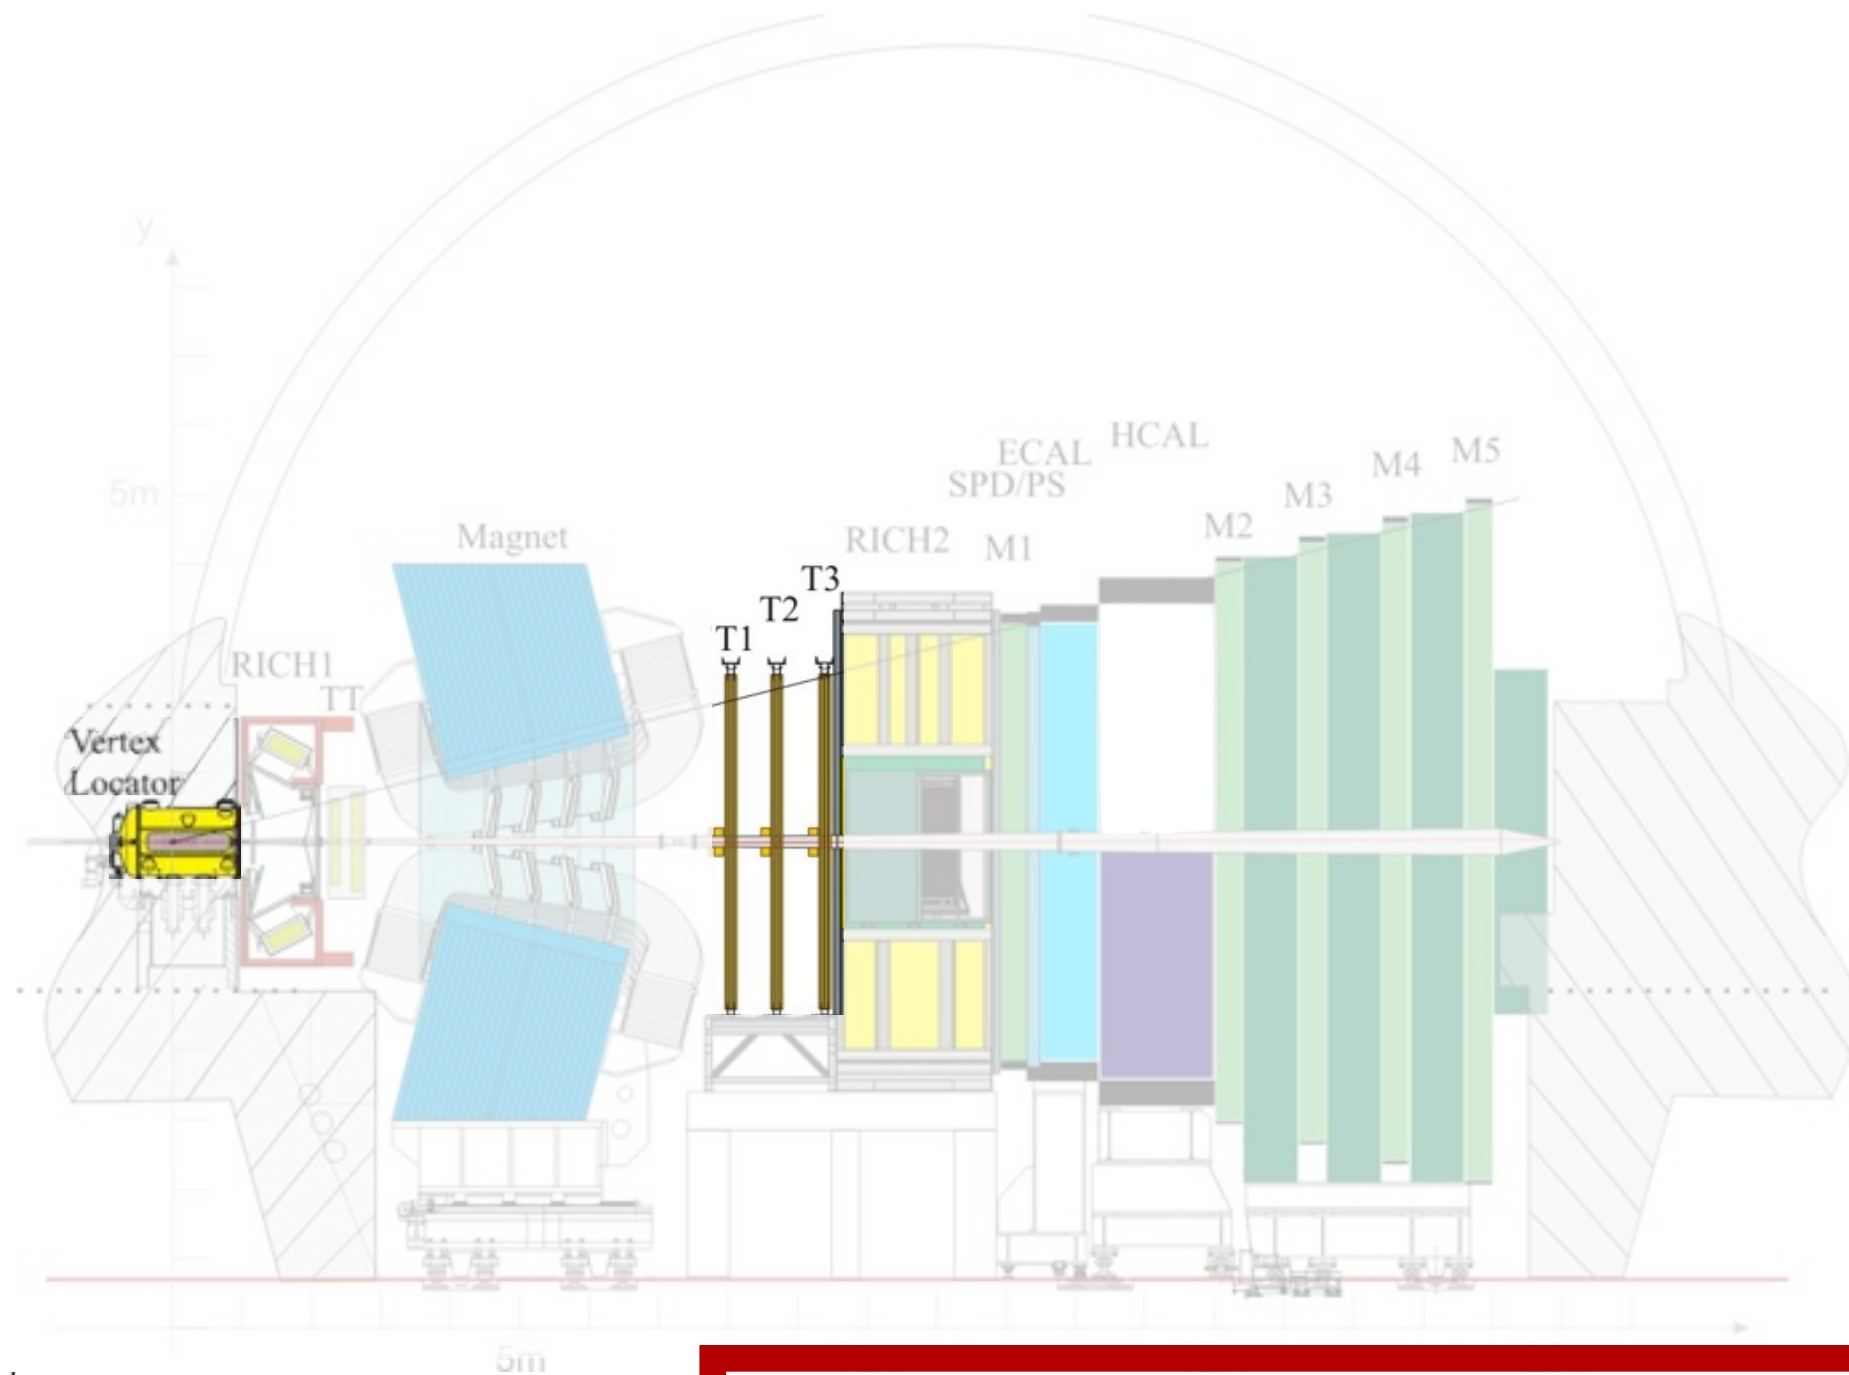 y
HCAL
M5
ECAL
M4
SPD/PS
M3
5m
M2
Magnet
RICH2
M1
T3
T2
T1
RICH1
TT
Vertex
Locator
5m